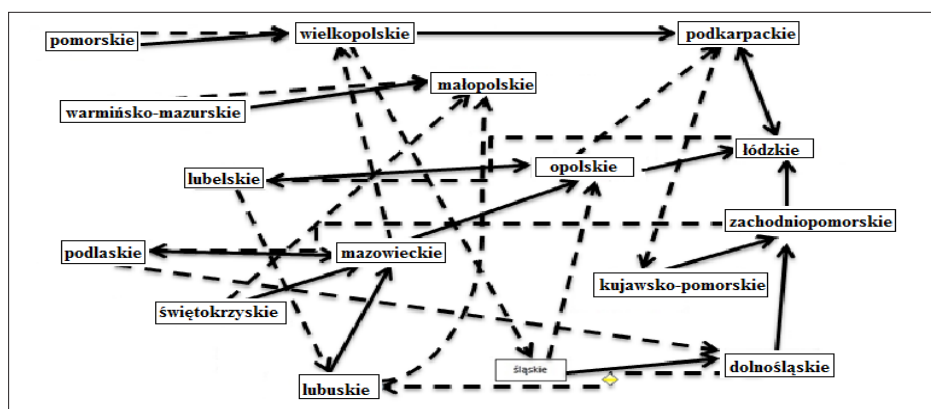 pomorskie
wielkopolskie
podkarpackie
małopolskie
warmińsko-mazurskie
łódzkie
opolskie
lubelskie
zachodniopomorskie
podlaskie
mazowieckie
kujawsko-pomorskie
świętokrzyskie
śląskie
dolnośląskie
lubuskie